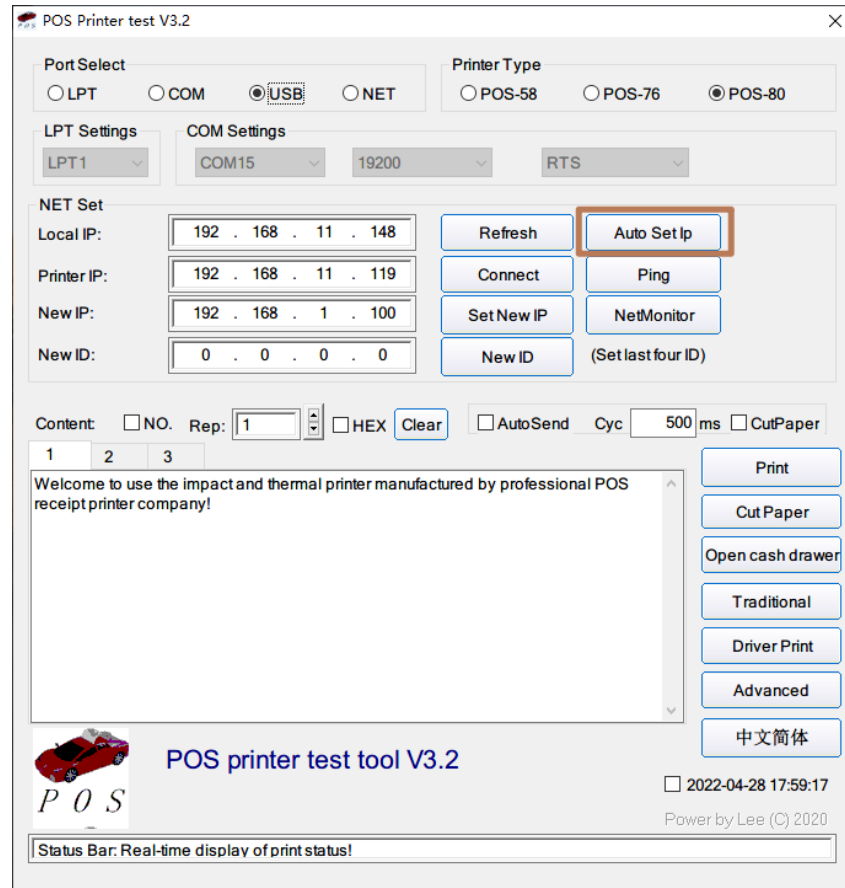 POS Printer test V3.2
Port Select
LPT COM USB NET
Printer Type
POS-58 POS-76 POS-80
LPT Settings
LPT1
COM Settings
COM15 19200 RTS
NET Set
Local IP: 192 . 168 . 11 . 148 Refresh Auto Set Ip
Printer IP: 192 . 168 . 11 . 119 Connect Ping
New IP: 192 . 168 . 1 . 100 Set New IP NetMonitor
New ID: 0 . 0 . 0 . 0 New ID (Set last four ID)
Content: NO. Rep: 1 HEX Clear AutoSend Cyc 500 ms CutPaper
1 2 3
Welcome to use the impact and thermal printer manufactured by professional POS
receipt printer company!
Print
Cut Paper
Open cash drawer
Traditional
Driver Print
Advanced
中文简体
POS
POS printer test tool V3.2
2022-04-28 17:59:17
Power by Lee (C) 2020
Status Bar: Real-time display of print status!